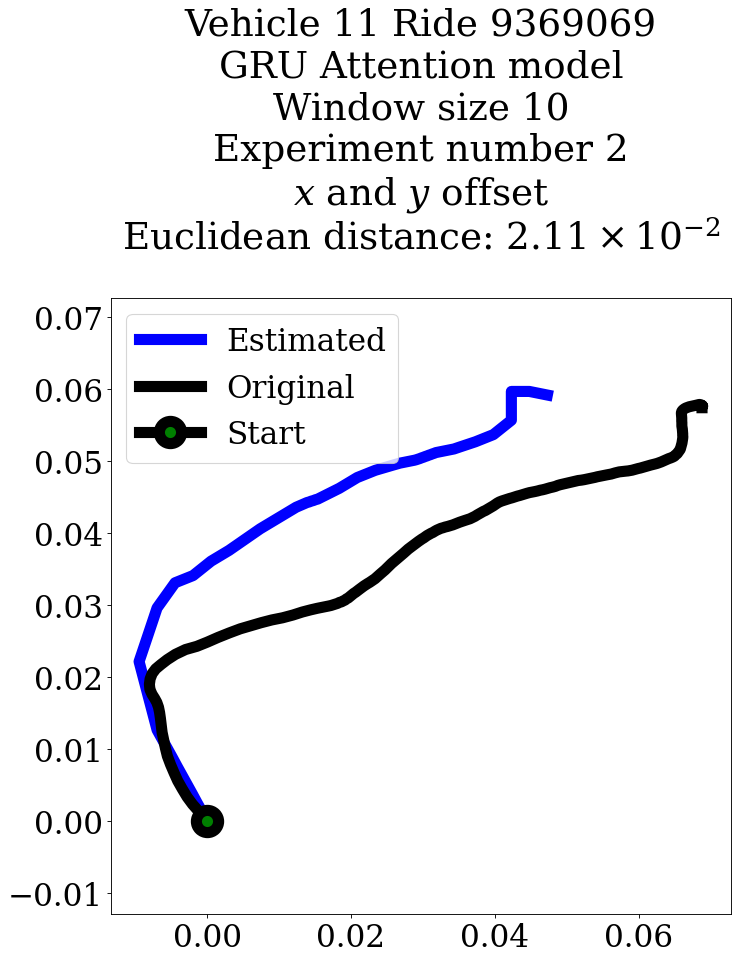 Vehicle 11 Ride 9369069
GRU Attention model
Window size 10
Experiment number 2
x and y offset
Euclidean distance: 2.11 × 10⁻²
0.07
0.06
0.05
0.04
0.03
0.02
0.01
0.00
−0.01
Estimated
Original
Start
0.00 0.02 0.04 0.06